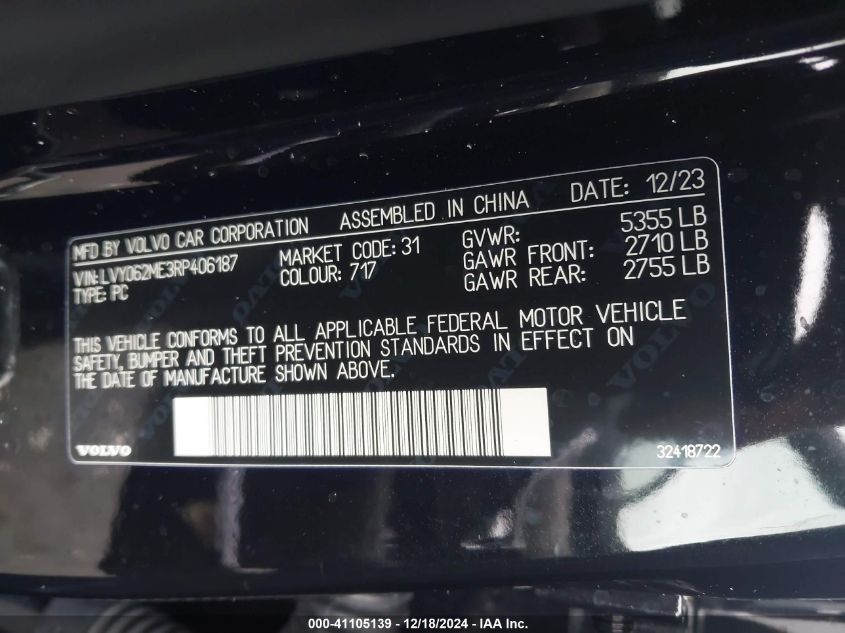 MFD BY VOLVO CAR CORPORATION ASSEMBLED IN CHINA DATE: 12/23
VIN: LVY062ME3RP406187 MARKET CODE: 31 GVWR: 5355 LB
TYPE: PC COLOUR: 717 GAWR FRONT: 2710 LB
GAWR REAR: 2755 LB
THIS VEHICLE CONFORMS TO ALL APPLICABLE FEDERAL MOTOR VEHICLE
SAFETY, BUMPER AND THEFT PREVENTION STANDARDS IN EFFECT ON
THE DATE OF MANUFACTURE SHOWN ABOVE.
VOLVO 32418722
000-41105139 - 12/18/2024 - IAA Inc.